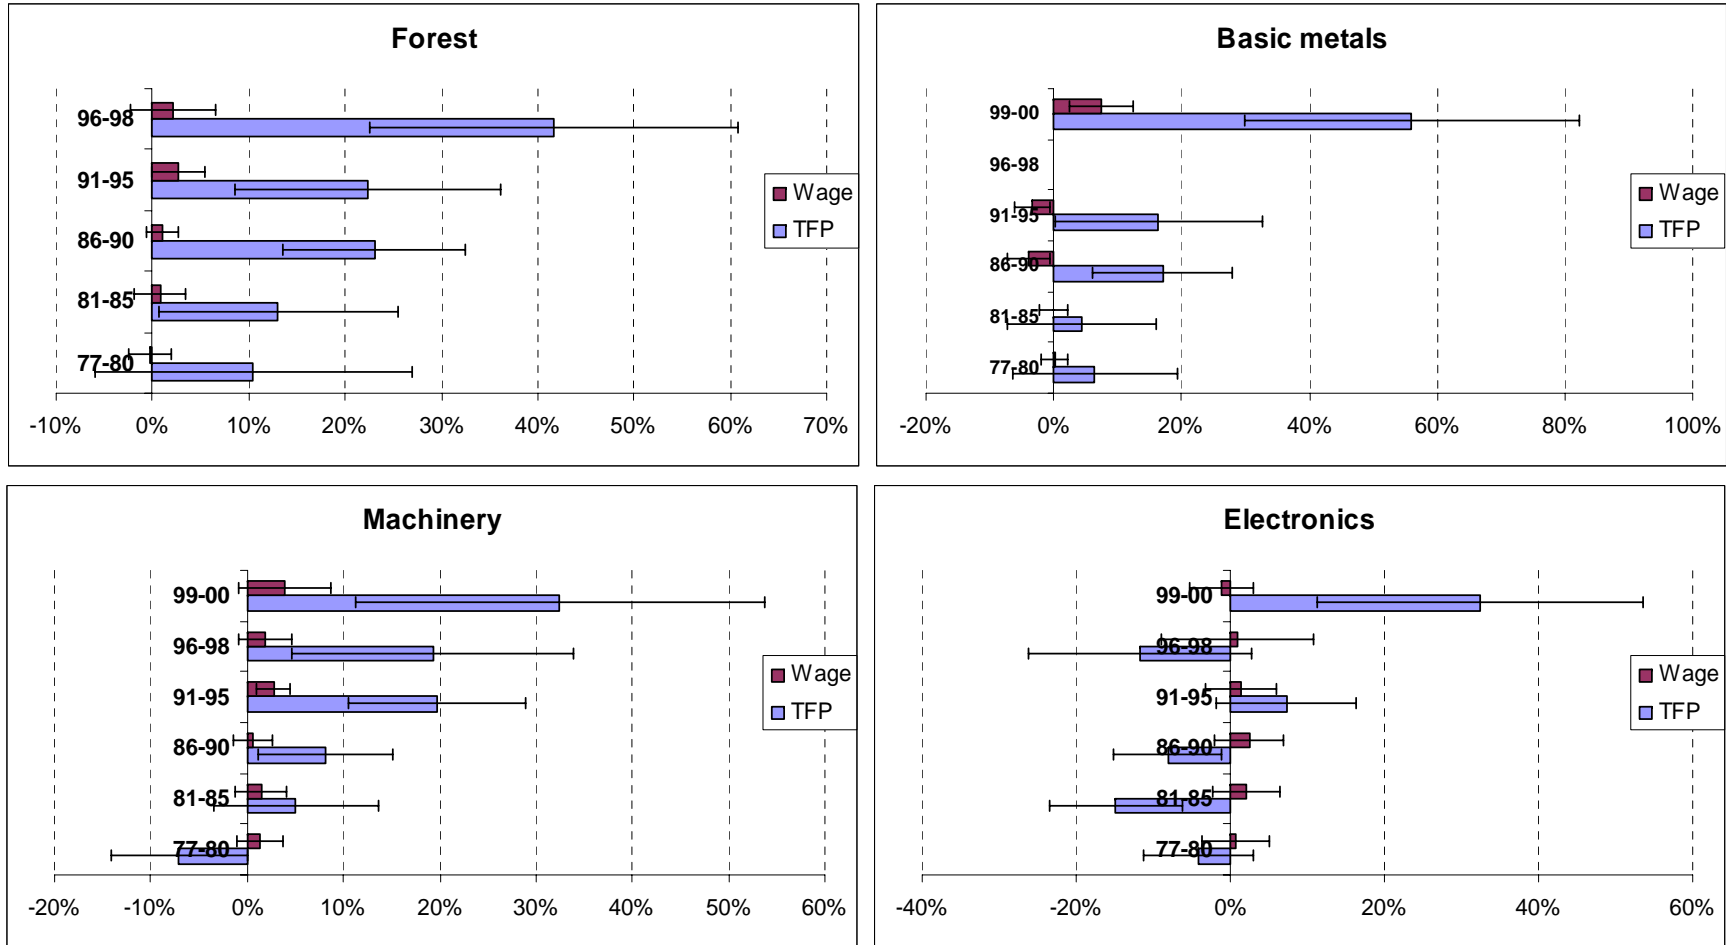 Forest
96-98
91-95
86-90
81-85
77-80
-10% 0% 10% 20% 30% 40% 50% 60% 70%
Wage
TFP
Basic metals
99-00
96-98
91-95
86-90
81-85
77-80
-20% 0% 20% 40% 60% 80% 100%
Wage
TFP
Machinery
99-00
96-98
91-95
86-90
81-85
77-80
-20% -10% 0% 10% 20% 30% 40% 50% 60%
Wage
TFP
Electronics
99-00
96-98
91-95
86-90
81-85
77-80
-40% -20% 0% 20% 40% 60%
Wage
TFP